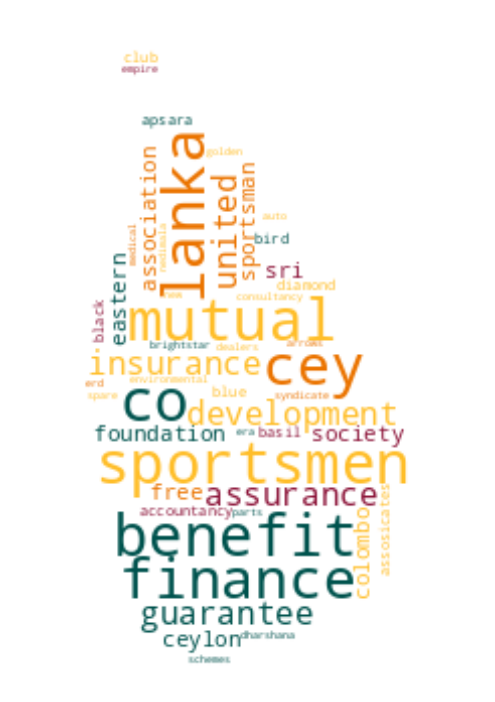 club
empire
apsara
lanka
association
golden
united
sportsman
medical
redimola
auto
bird
sri
eastern
diamond
new
consultancy
black
mutual
brightstar
dealers
arrows
insurance
cey
environmental
erd
spare
blue
syndicate
co
development
foundation
era
basil
society
sportsmen
free
assurance
accountancy
parts
colombo
assosicates
benefit
finance
guarantee
ceylon
dharshana
schemes